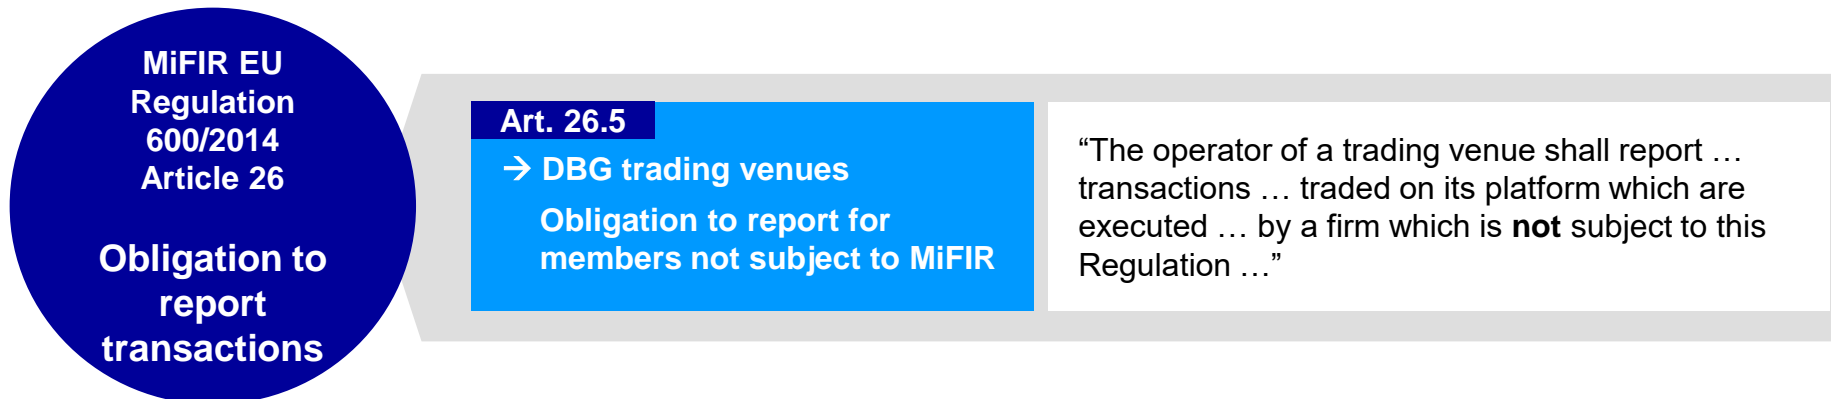 MiFIR EU
Regulation
600/2014
Article 26
Obligation to
report
transactions
Art. 26.5
→ DBG trading venues
Obligation to report for
members not subject to MiFIR
“The operator of a trading venue shall report …
transactions … traded on its platform which are
executed … by a firm which is not subject to this
Regulation …”